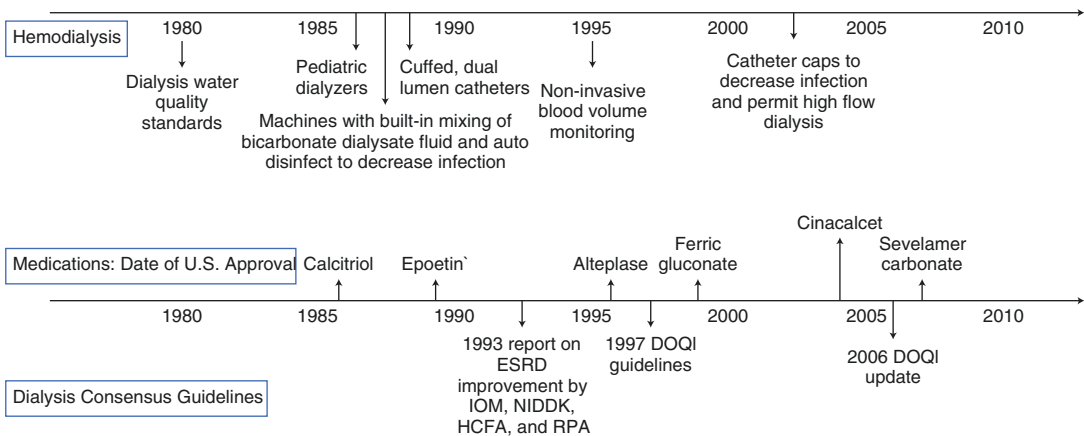 Hemodialysis
1980 1985 1990 1995 2000 2005 2010
Dialysis water
quality
standards
Pediatric
dialyzers
Machines with built-in mixing of
bicarbonate dialysate fluid and auto
disinfect to decrease infection
Cuffed, dual
lumen catheters
Non-invasive
blood volume
monitoring
Catheter caps to
decrease infection
and permit high flow
dialysis
Medications: Date of U.S. Approval
Calcitriol
Epoetin`
Alteplase
Ferric
gluconate
Cinacalcet
Sevelamer
carbonate
1980 1985 1990 1995 2000 2005 2010
1993 report on
ESRD
improvement by
IOM, NIDDK,
HCFA, and RPA
1997 DOQI
guidelines
2006 DOQI
update
Dialysis Consensus Guidelines